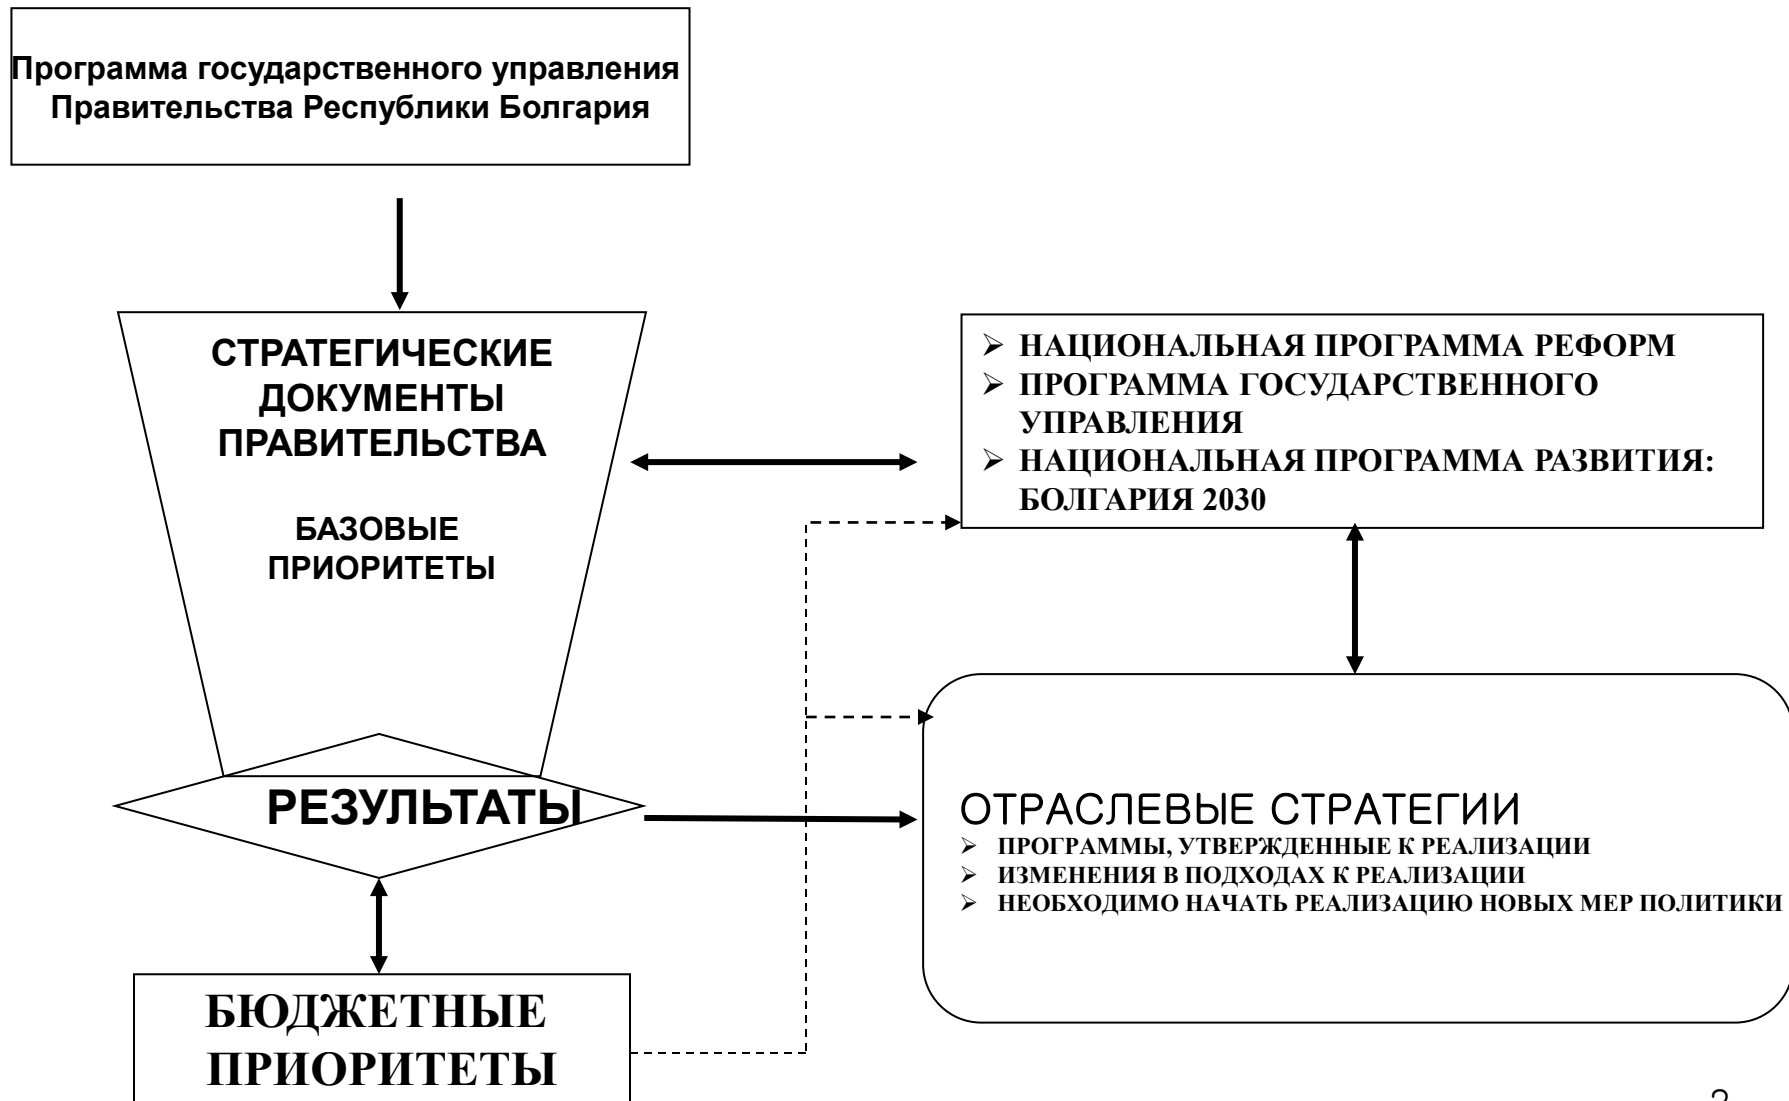 Программа государственного управления
Правительства Республики Болгария
СТРАТЕГИЧЕСКИЕ
ДОКУМЕНТЫ
ПРАВИТЕЛЬСТВА
БАЗОВЫЕ
ПРИОРИТЕТЫ
➢ НАЦИОНАЛЬНАЯ ПРОГРАММА РЕФОРМ
➢ ПРОГРАММА ГОСУДАРСТВЕННОГО
УПРАВЛЕНИЯ
➢ НАЦИОНАЛЬНАЯ ПРОГРАММА РАЗВИТИЯ:
БОЛГАРИЯ 2030
РЕЗУЛЬТАТЫ
ОТРАСЛЕВЫЕ СТРАТЕГИИ
➢ ПРОГРАММЫ, УТВЕРЖДЕННЫЕ К РЕАЛИЗАЦИИ
➢ ИЗМЕНЕНИЯ В ПОДХОДАХ К РЕАЛИЗАЦИИ
➢ НЕОБХОДИМО НАЧАТЬ РЕАЛИЗАЦИЮ НОВЫХ МЕР ПОЛИТИКИ
БЮДЖЕТНЫЕ
ПРИОРИТЕТЫ